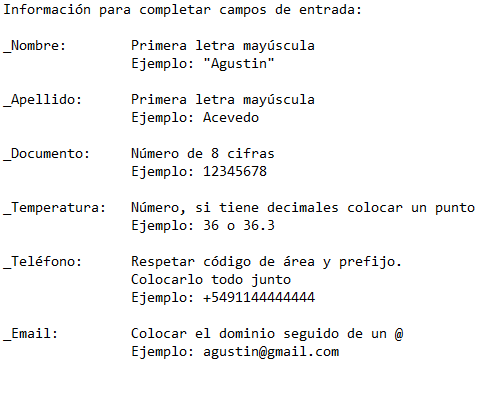 Información para completar campos de entrada:
_Nombre: Primera letra mayúscula
Ejemplo: "Agustin"
_Apellido: Primera letra mayúscula
Ejemplo: Acevedo
_Documento: Número de 8 cifras
Ejemplo: 12345678
_Temperatura: Número, si tiene decimales colocar un punto
Ejemplo: 36 o 36.3
_Teléfono: Respetar código de área y prefijo.
Colocarlo todo junto
Ejemplo: +5491144444444
_Email: Colocar el dominio seguido de un @
Ejemplo: agustin@gmail.com